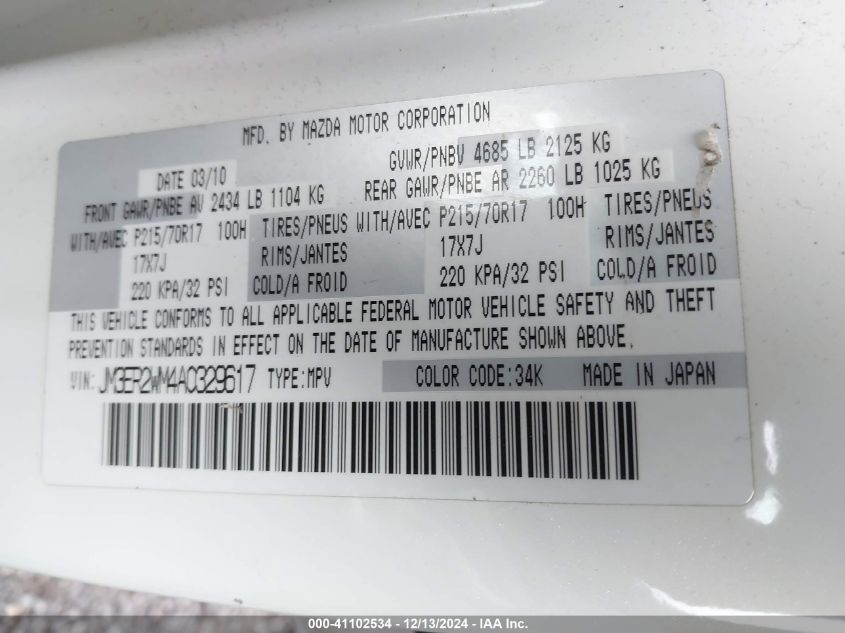 MFD. BY MAZDA MOTOR CORPORATION
DATE 03/10 GVWR/PNBV 4685 LB 2125 KG
FRONT GAWR/PNBE AV 2434 LB 1104 KG REAR GAWR/PNBE AR 2260 LB 1025 KG
WITH/AVEC P215/70R17 100H TIRES/PNEUS WITH/AVEC P215/70R17 100H TIRES/PNEUS
17X7J RIMS/JANTES 17X7J RIMS/JANTES
220 KPA/32 PSI COLD/A FROID 220 KPA/32 PSI COLD/A FROID
THIS VEHICLE CONFORMS TO ALL APPLICABLE FEDERAL MOTOR VEHICLE SAFETY AND THEFT
PREVENTION STANDARDS IN EFFECT ON THE DATE OF MANUFACTURE SHOWN ABOVE.
VIN: JM3ER2WM4A0329617 TYPE:MPV COLOR CODE:34K MADE IN JAPAN
000-41102534 - 12/13/2024 - IAA Inc.